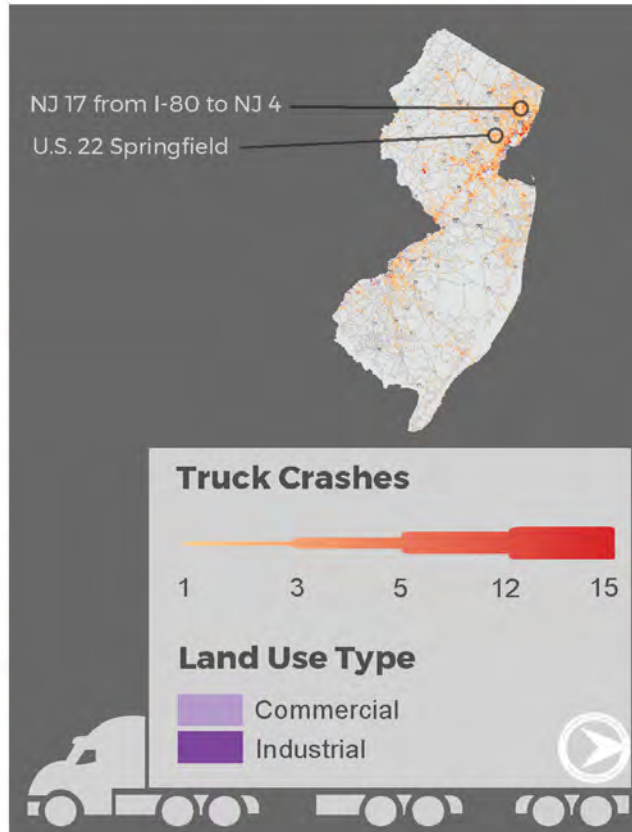 NJ 17 from I-80 to NJ 4
U.S. 22 Springfield
Truck Crashes
1 3 5 12 15
Land Use Type
Commercial
Industrial